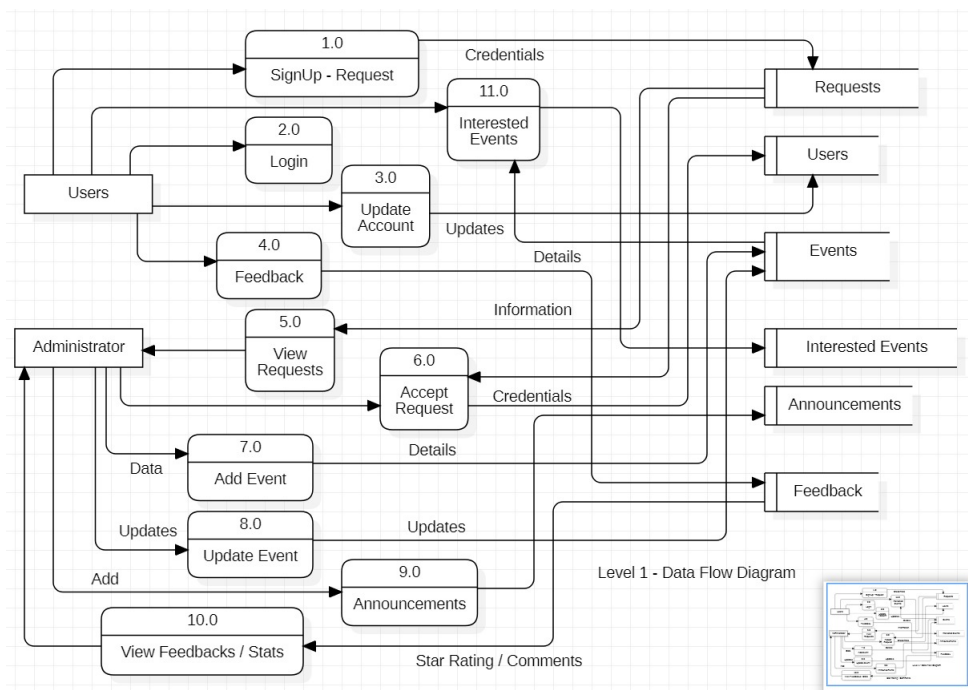 1.0
SignUp - Request
Credentials
Requests
11.0
Interested
Events
2.0
Login
Users
3.0
Update
Account
Users
Updates
4.0
Feedback
Details
Events
Information
5.0
View
Requests
Administrator
6.0
Accept
Request
Interested Events
Credentials
Announcements
7.0
Add Event
Data
Details
Feedback
8.0
Update Event
Updates
Updates
9.0
Announcements
Add
Level 1 - Data Flow Diagram
10.0
View Feedbacks / Stats
Star Rating / Comments